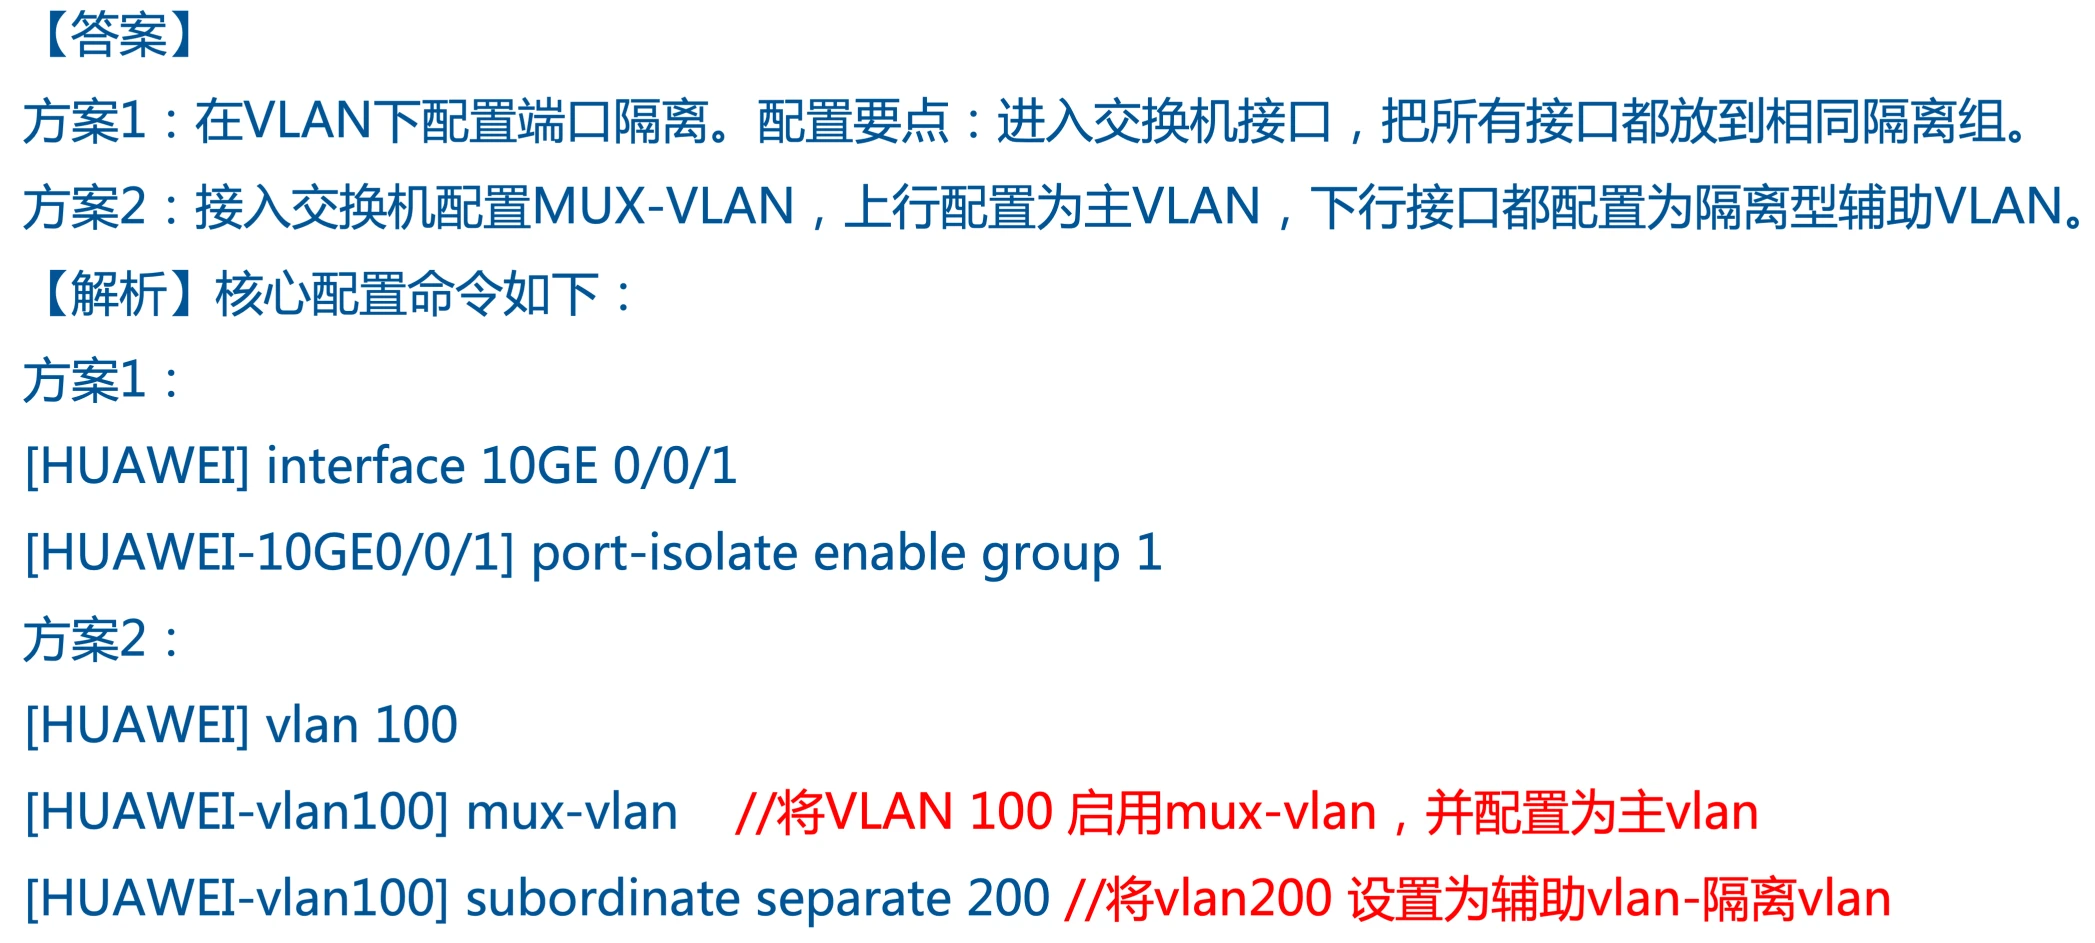 【答案】
方案1：在VLAN下配置端口隔离。配置要点：进入交换机接口，把所有接口都放到相同隔离组。
方案2：接入交换机配置MUX-VLAN，上行配置为主VLAN，下行接口都配置为隔离型辅助VLAN。
【解析】核心配置命令如下：
方案1：
[HUAWEI] interface 10GE 0/0/1
[HUAWEI-10GE0/0/1] port-isolate enable group 1
方案2：
[HUAWEI] vlan 100
[HUAWEI-vlan100] mux-vlan //将VLAN 100 启用mux-vlan，并配置为主vlan
[HUAWEI-vlan100] subordinate separate 200 //将vlan200 设置为辅助vlan-隔离vlan